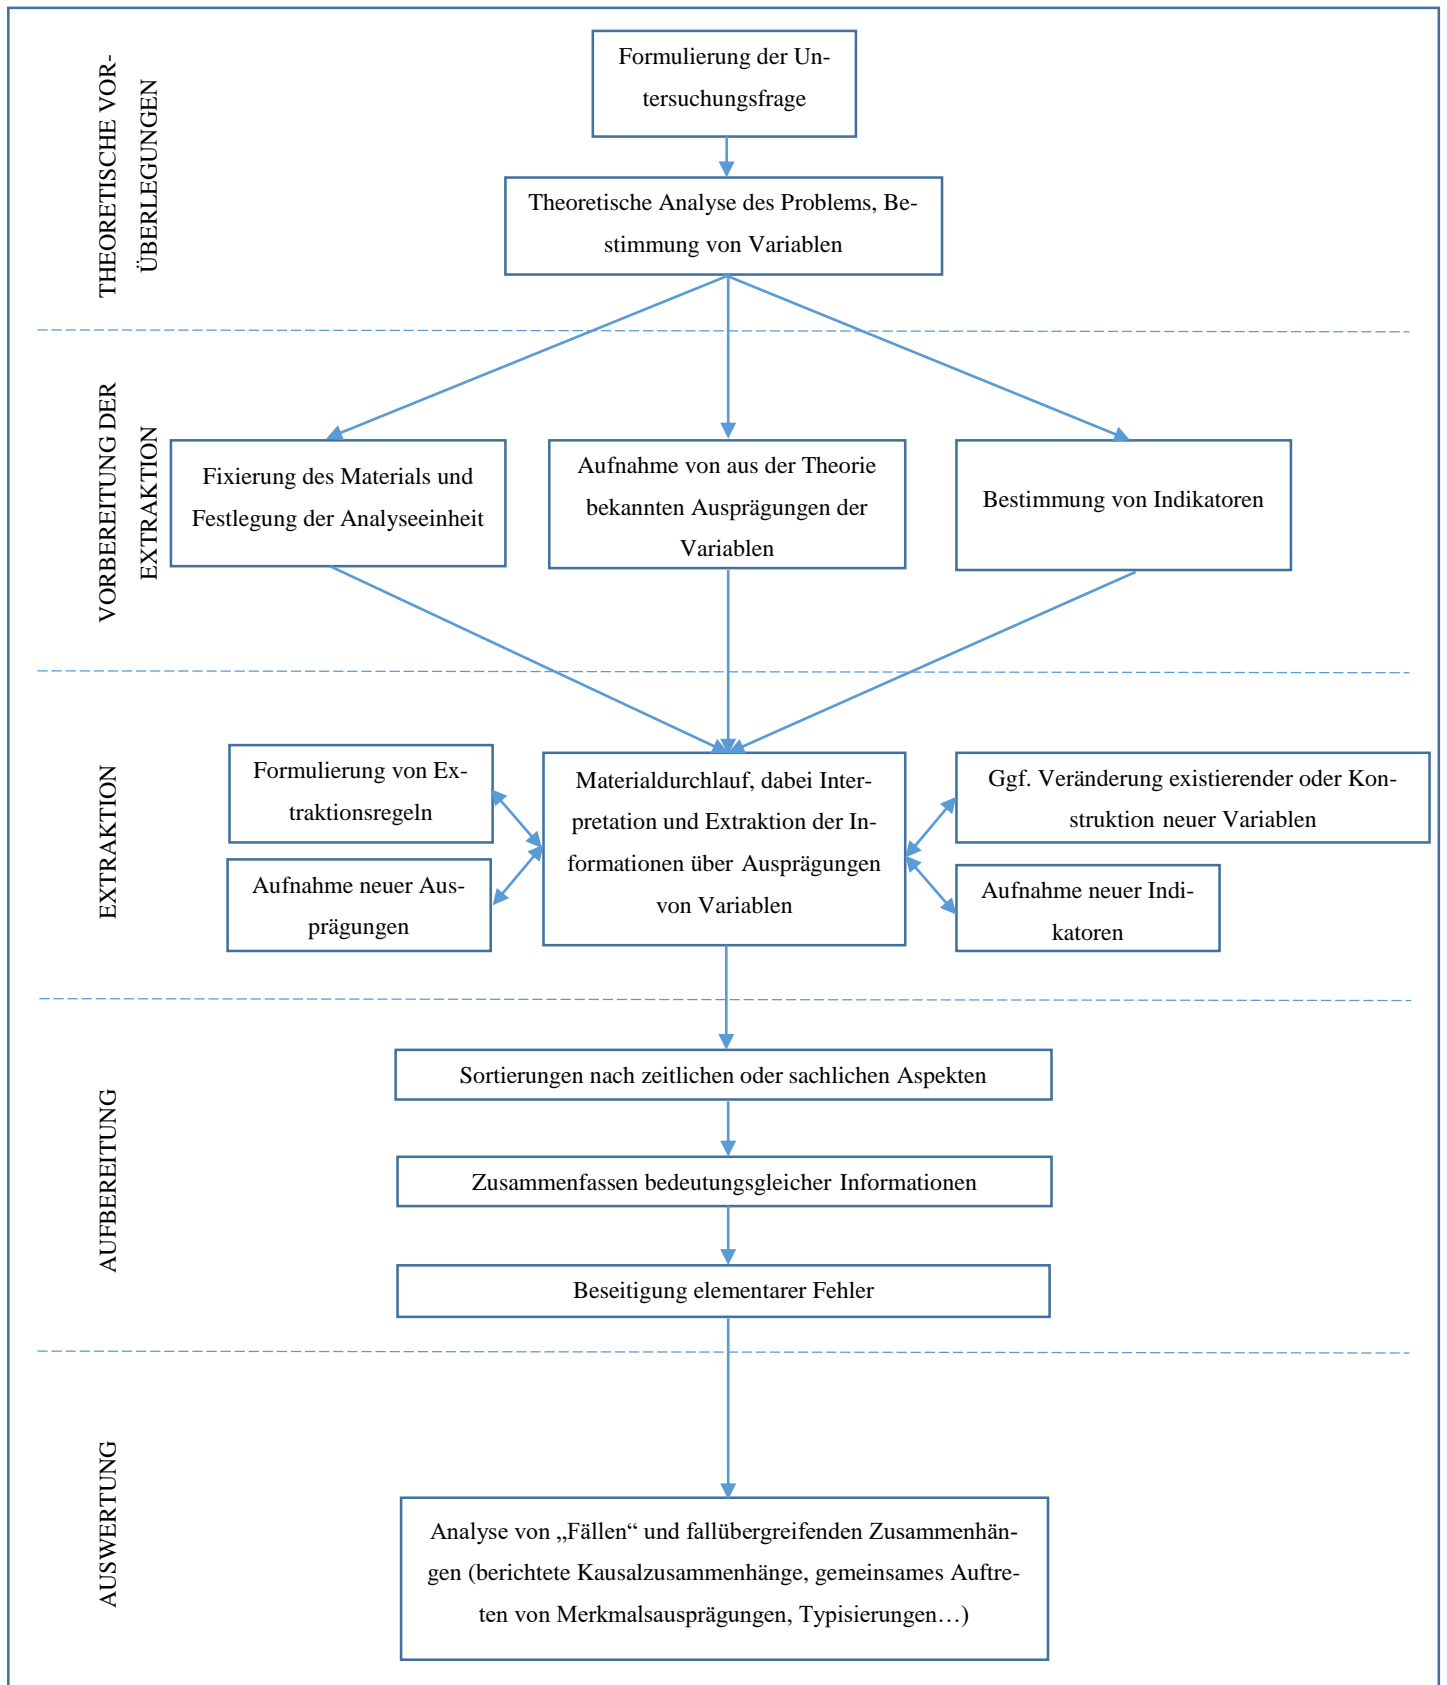 THEORETISCHE VOR-
ÜBERLEGUNGEN
Formulierung der Un-
tersuchungsfrage
Theoretische Analyse des Problems, Be-
stimmung von Variablen
VORBEREITUNG DER
EXTRAKTION
Fixierung des Materials und
Festlegung der Analyseeinheit
Aufnahme von aus der Theorie
bekannten Ausprägungen der
Variablen
Bestimmung von Indikatoren
EXTRAKTION
Formulierung von Ex-
traktionsregeln
Aufnahme neuer Aus-
prägungen
Materialdurchlauf, dabei Inter-
pretation und Extraktion der In-
formationen über Ausprägungen
von Variablen
Ggf. Veränderung existierender oder Kon-
struktion neuer Variablen
Aufnahme neuer Indi-
katoren
AUFBEREITUNG
Sortierungen nach zeitlichen oder sachlichen Aspekten
Zusammenfassen bedeutungsgleicher Informationen
Beseitigung elementarer Fehler
AUSWERTUNG
Analyse von „Fällen“ und fallübergreifenden Zusammenhän-
gen (berichtete Kausalzusammenhänge, gemeinsames Auftre-
ten von Merkmalsausprägungen, Typisierungen…)